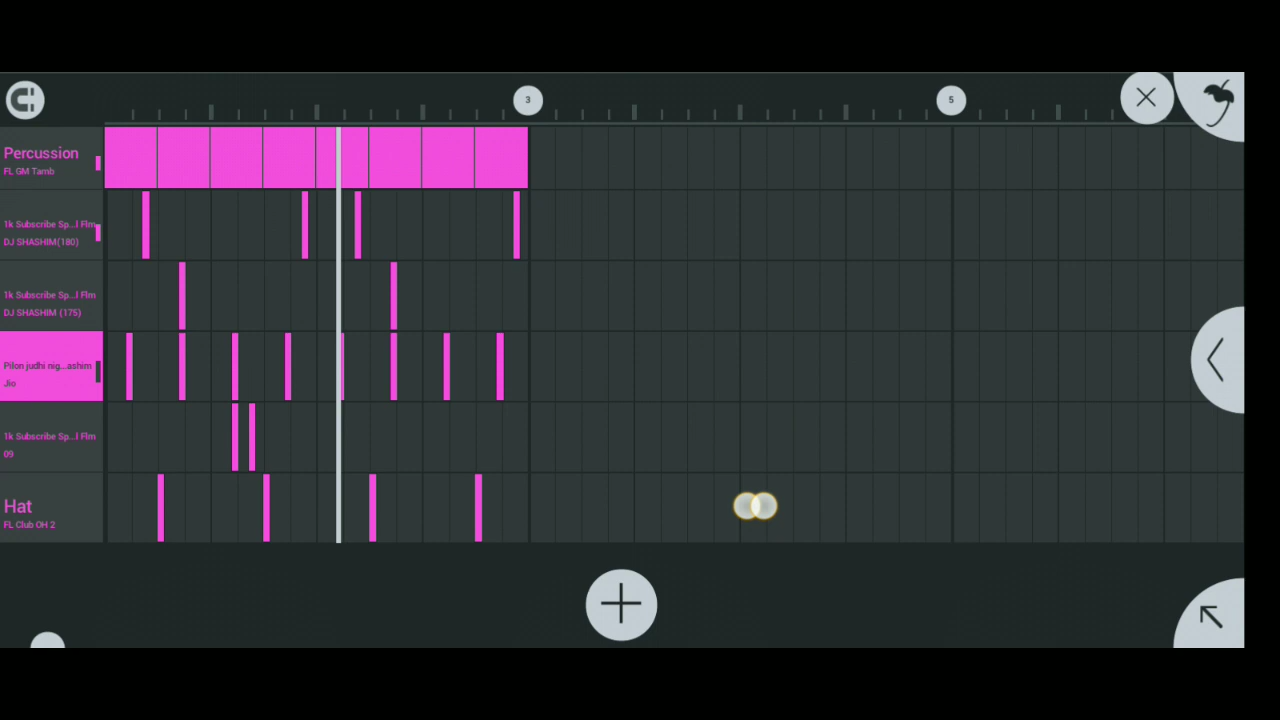 3
5
Percussion
FL GM Tamb
1k Subscribe Sp...l Flm
DJ SHASHIM(180)
1k Subscribe Sp...l Flm
DJ SHASHIM (175)
Pilon judhi nig...ashim
Jio
1k Subscribe Sp...l Flm
09
Hat
FL Club OH 2